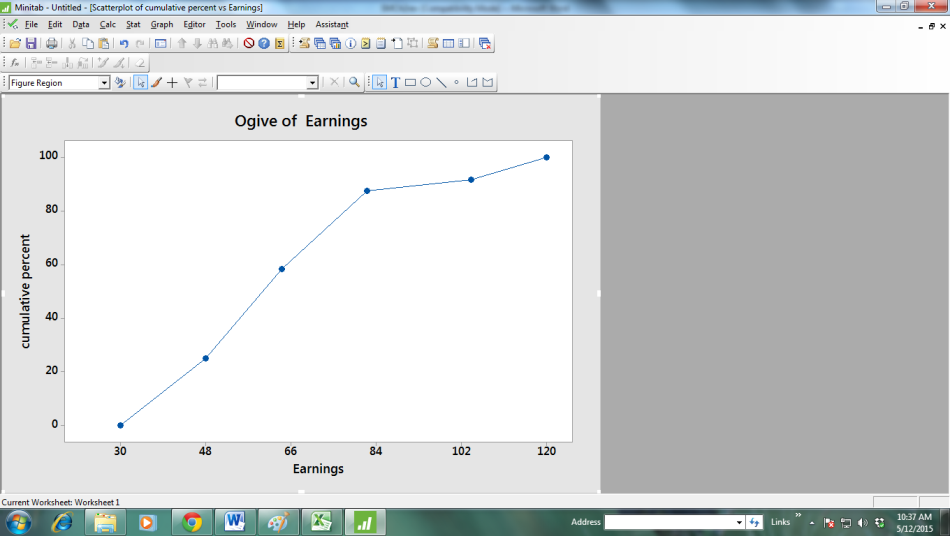 Minitab - Untitled - [Scatterplot of cumulative percent vs Earnings]
File Edit Data Calc Stat Graph Editor Tools Window Help Assistant
Figure Region
Ogive of Earnings
100
80
60
40
20
0
cumulative percent
30 48 66 84 102 120
Earnings
Current Worksheet: Worksheet 1
Address Links » 10:37 AM
5/12/2015